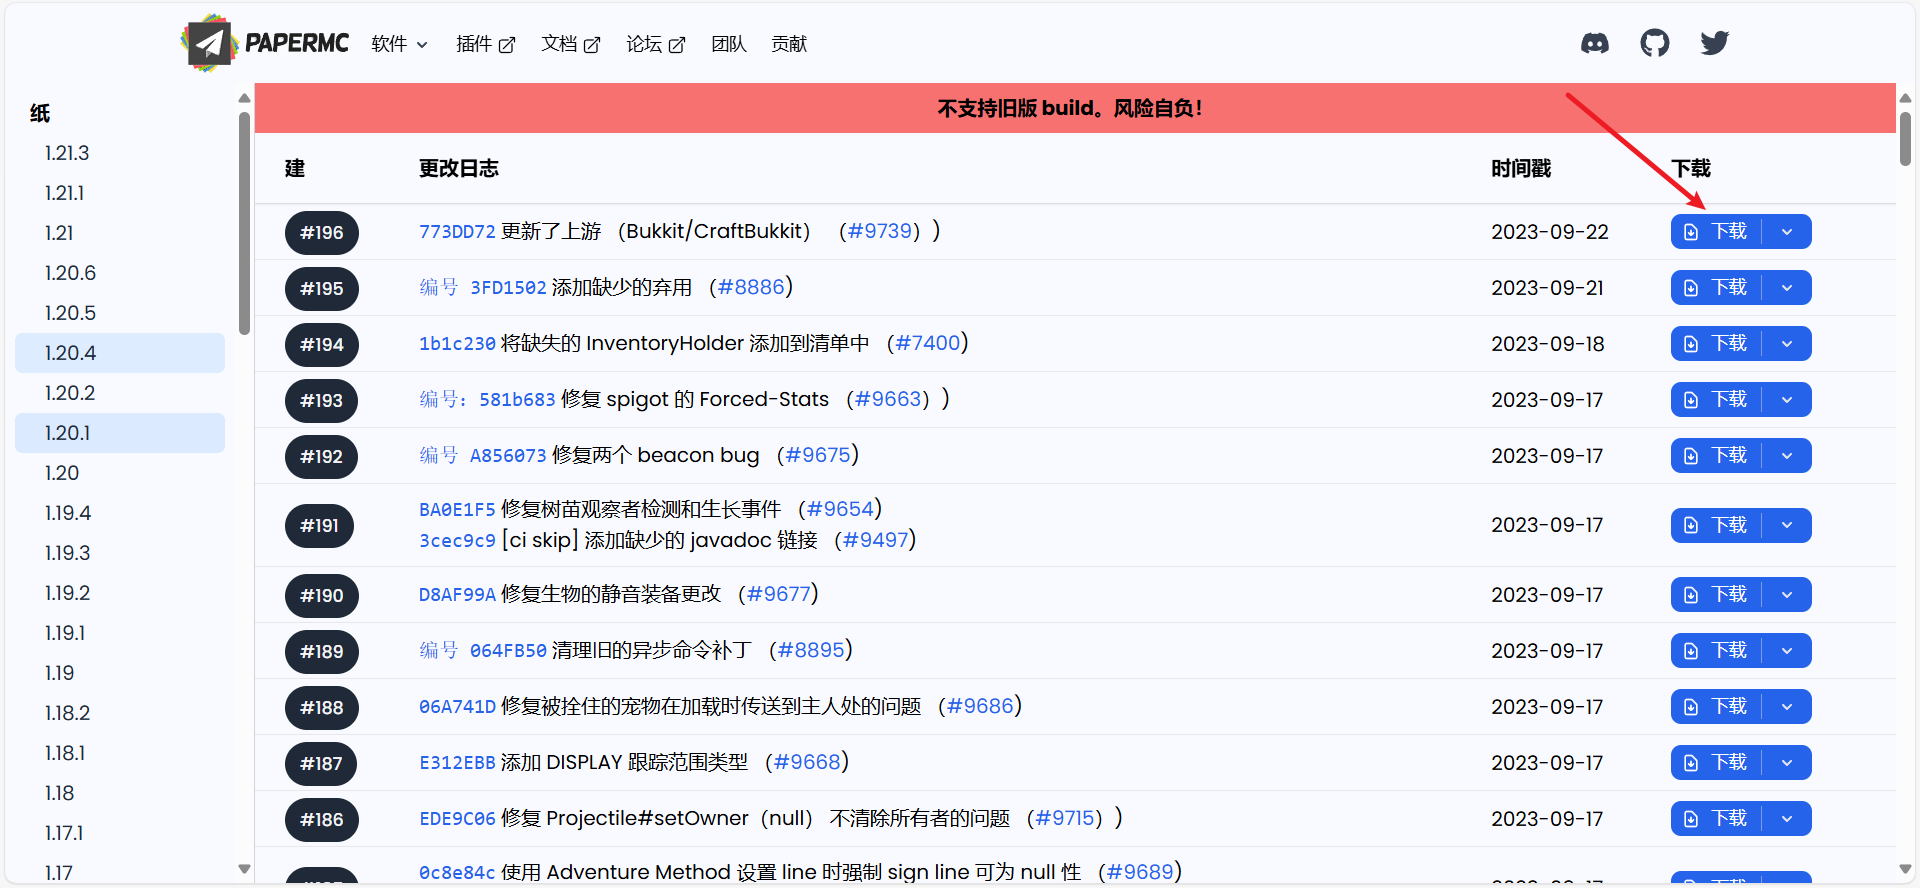 PAPERMC 软件 插件 文档 论坛 团队 贡献
纸
1.21.3
1.21.1
1.21
1.20.6
1.20.5
1.20.4
1.20.2
1.20.1
1.20
1.19.4
1.19.3
1.19.2
1.19.1
1.19
1.18.2
1.18.1
1.18
1.17.1
1.17
不支持旧版 build。风险自负！
建 更改日志 时间戳 下载
#196 773DD72 更新了上游 （Bukkit/CraftBukkit） （#9739）) 2023-09-22 下载
#195 编号 3FD1502 添加缺少的弃用 （#8886) 2023-09-21 下载
#194 1b1c230 将缺失的 InventoryHolder 添加到清单中 （#7400) 2023-09-18 下载
#193 编号：581b683 修复 spigot 的 Forced-Stats （#9663）) 2023-09-17 下载
#192 编号 A856073 修复两个 beacon bug （#9675) 2023-09-17 下载
#191 BA0E1F5 修复树苗观察者检测和生长事件 （#9654) 2023-09-17 下载
3cec9c9 [ci skip] 添加缺少的 javadoc 链接 （#9497)
#190 D8AF99A 修复生物的静音装备更改 （#9677) 2023-09-17 下载
#189 编号 064FB50 清理旧的异步命令补丁 （#8895) 2023-09-17 下载
#188 06A741D 修复被拴住的宠物在加载时传送到主人处的问题 （#9686) 2023-09-17 下载
#187 E312EBB 添加 DISPLAY 跟踪范围类型 （#9668) 2023-09-17 下载
#186 EDE9C06 修复 Projectile#setOwner（null） 不清除所有者的问题 （#9715）) 2023-09-17 下载
0c8e84c 使用 Adventure Method 设置 line 时强制 sign line 可为 null 性 （#9689)